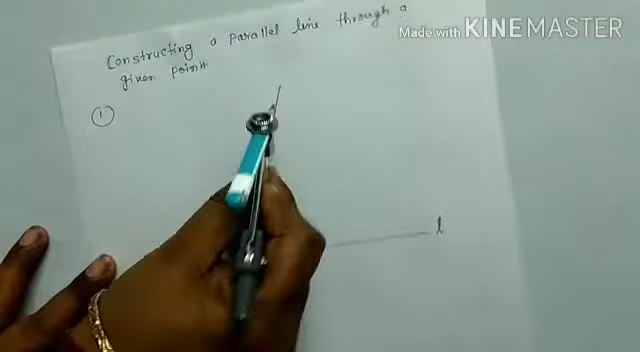 Made with KINEMASTER
Constructing a parallel line through a
given point:
1
l